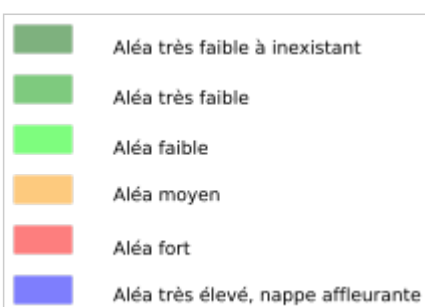 Aléa très faible à inexistant
Aléa très faible
Aléa faible
Aléa moyen
Aléa fort
Aléa très élevé, nappe affleurante